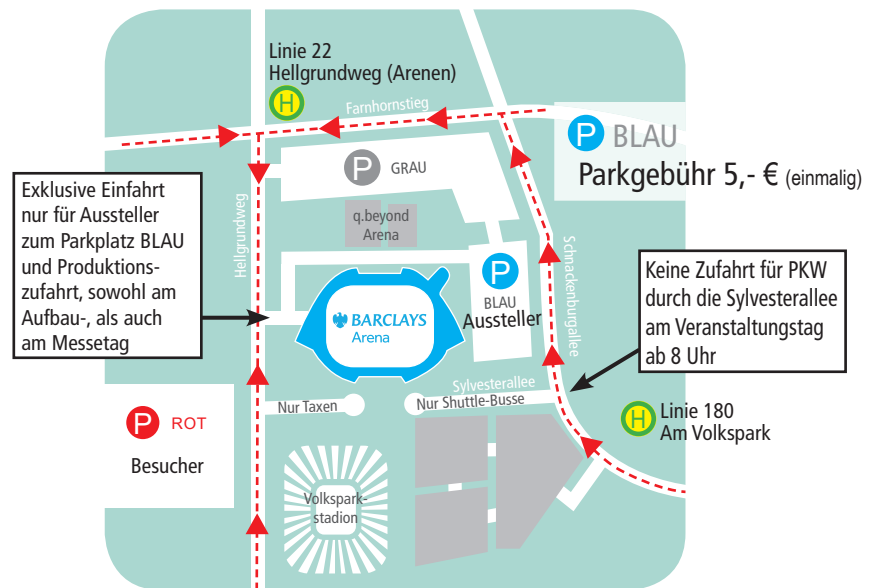 Linie 22
Hellgrundweg (Arenen)
H
Farnhornstieg
P BLAU
Parkgebühr 5,- € (einmalig)
P GRAU
Exklusive Einfahrt
nur für Aussteller
zum Parkplatz BLAU
und Produktions-
zufahrt, sowohl am
Aufbau-, als auch
am Messetag
Hellgrundweg
q.beyond
Arena
P
BLAU
Aussteller
Schnackenburgallee
Keine Zufahrt für PKW
durch die Sylvesterallee
am Veranstaltungstag
ab 8 Uhr
BARCLAYS
Arena
Sylvesterallee
Nur Taxen
Nur Shuttle-Busse
P ROT
Besucher
H
Linie 180
Am Volkspark
Volkspark-
stadion